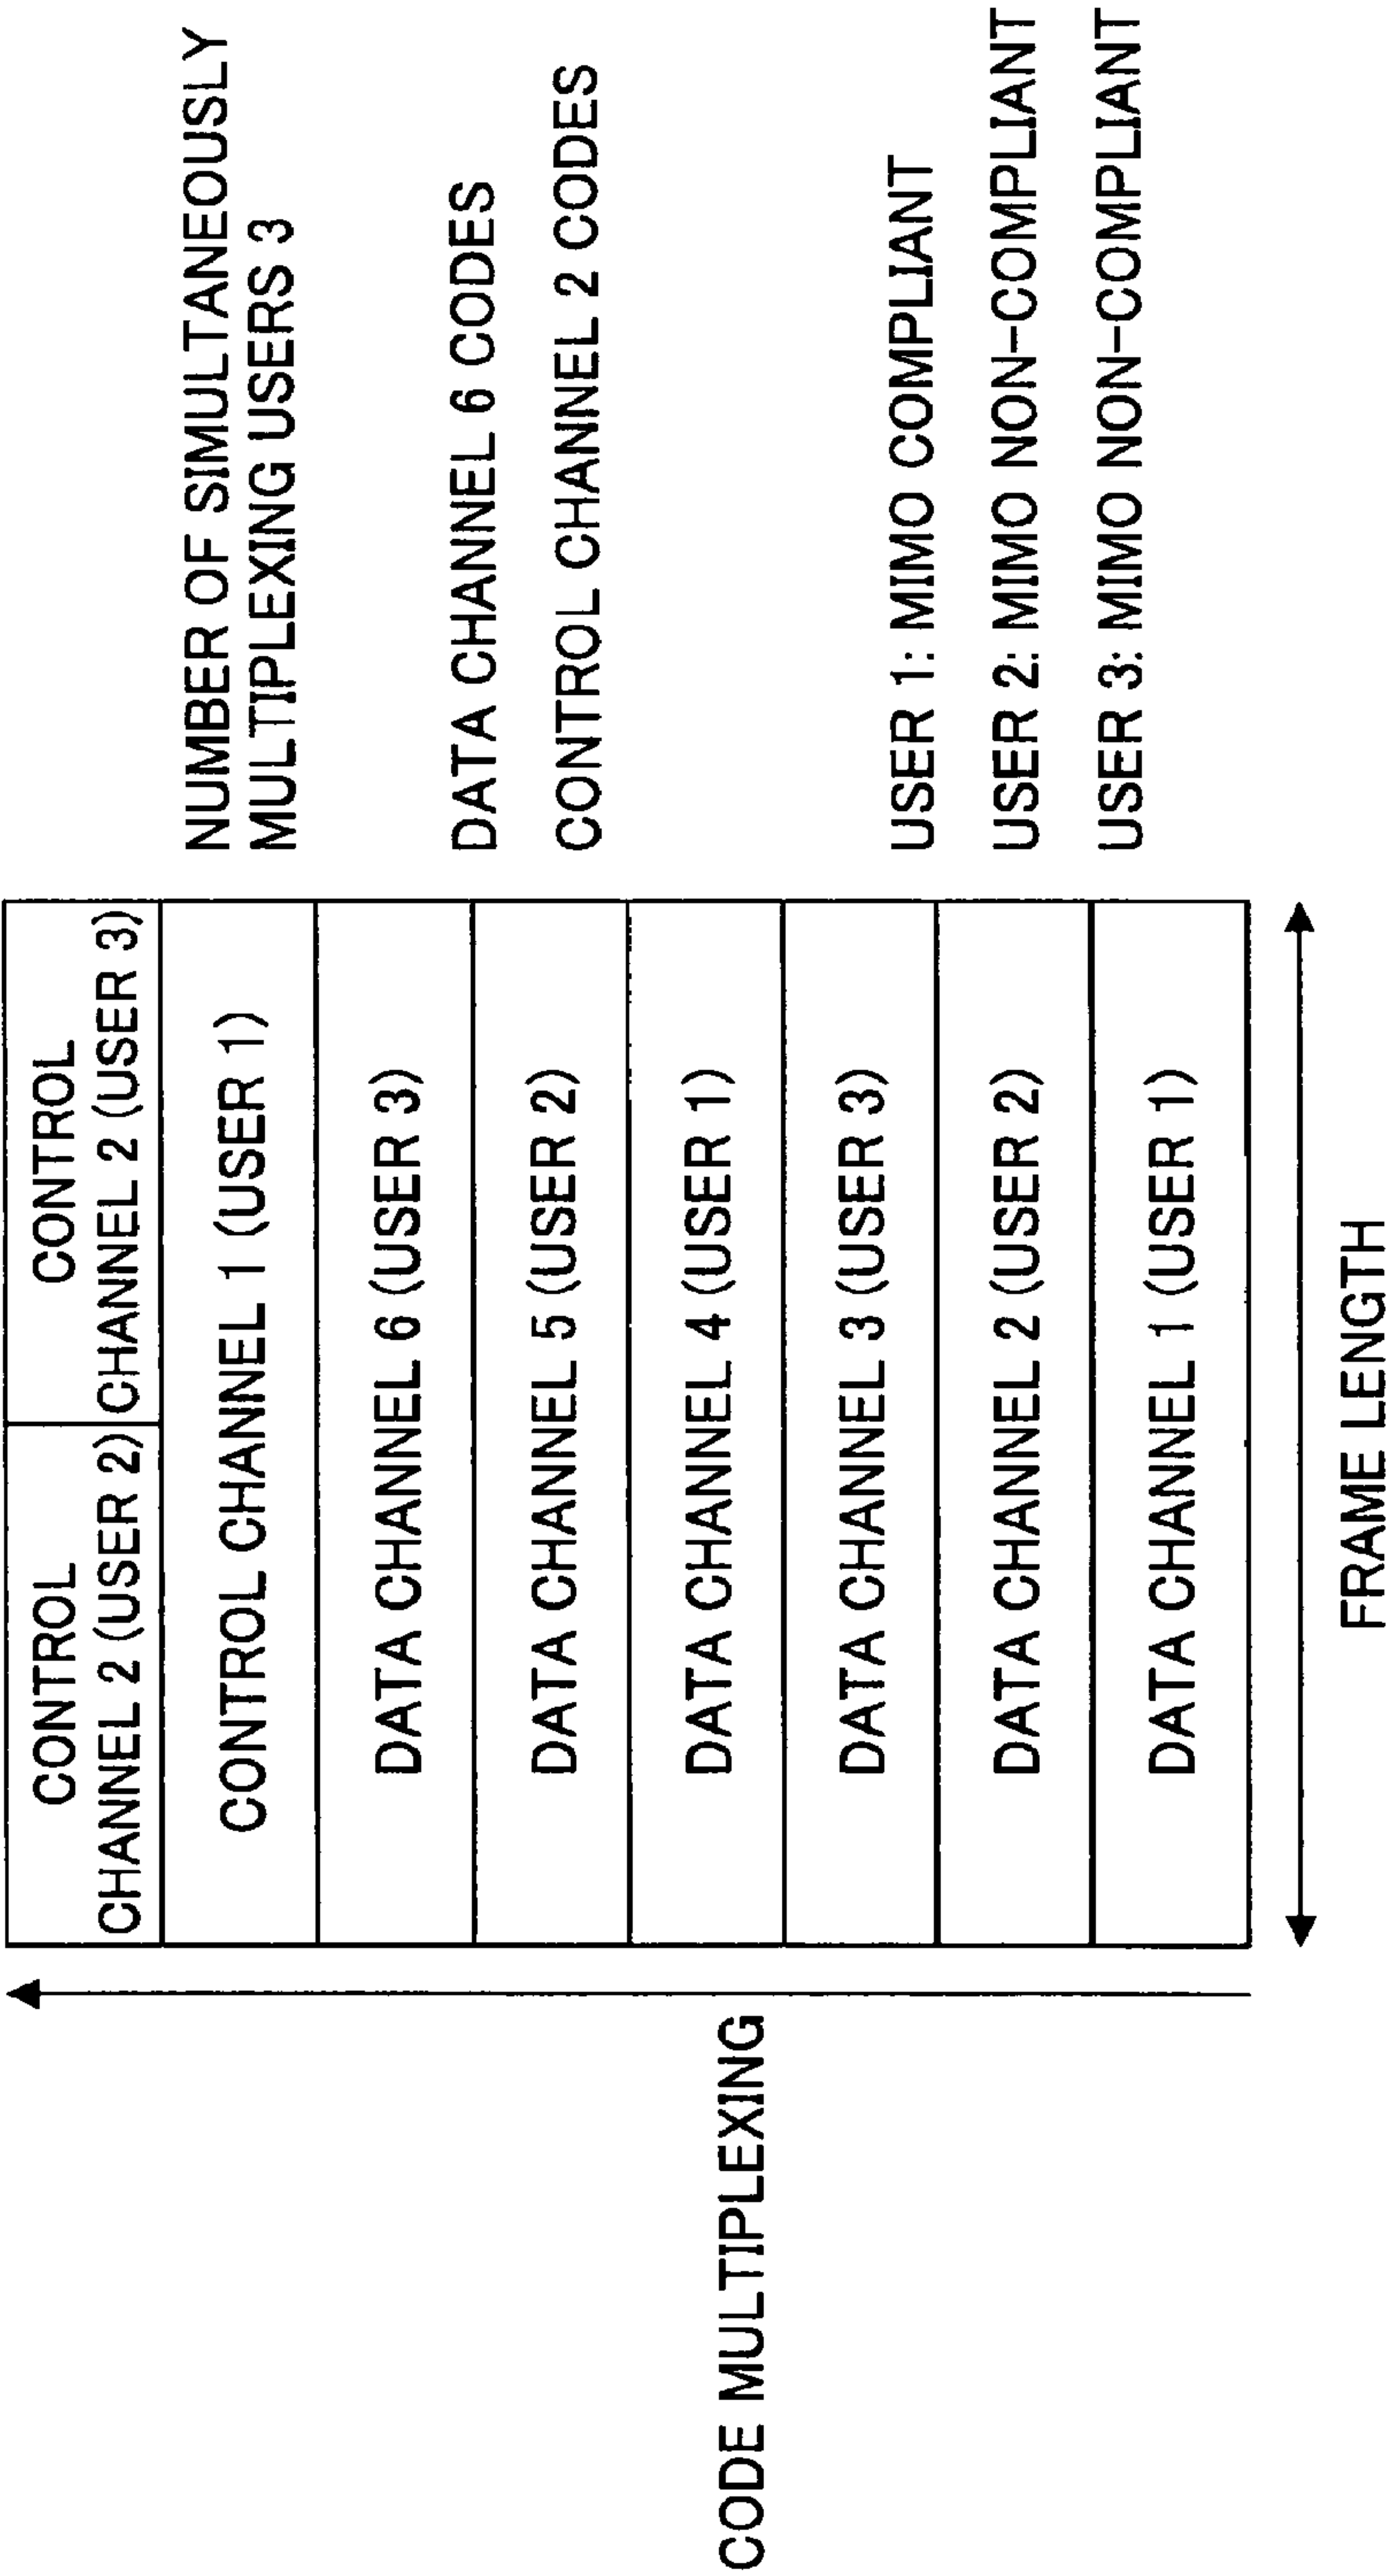 CODE MULTIPLEXING
CONTROL
CHANNEL 2 (USER 2)
CONTROL
CHANNEL 2 (USER 3)
CONTROL CHANNEL 1 (USER 1)
DATA CHANNEL 6 (USER 3)
DATA CHANNEL 5 (USER 2)
DATA CHANNEL 4 (USER 1)
DATA CHANNEL 3 (USER 3)
DATA CHANNEL 2 (USER 2)
DATA CHANNEL 1 (USER 1)
FRAME LENGTH
NUMBER OF SIMULTANEOUSLY
MULTIPLEXING USERS 3
DATA CHANNEL 6 CODES
CONTROL CHANNEL 2 CODES
USER 1: MIMO COMPLIANT
USER 2: MIMO NON-COMPLIANT
USER 3: MIMO NON-COMPLIANT